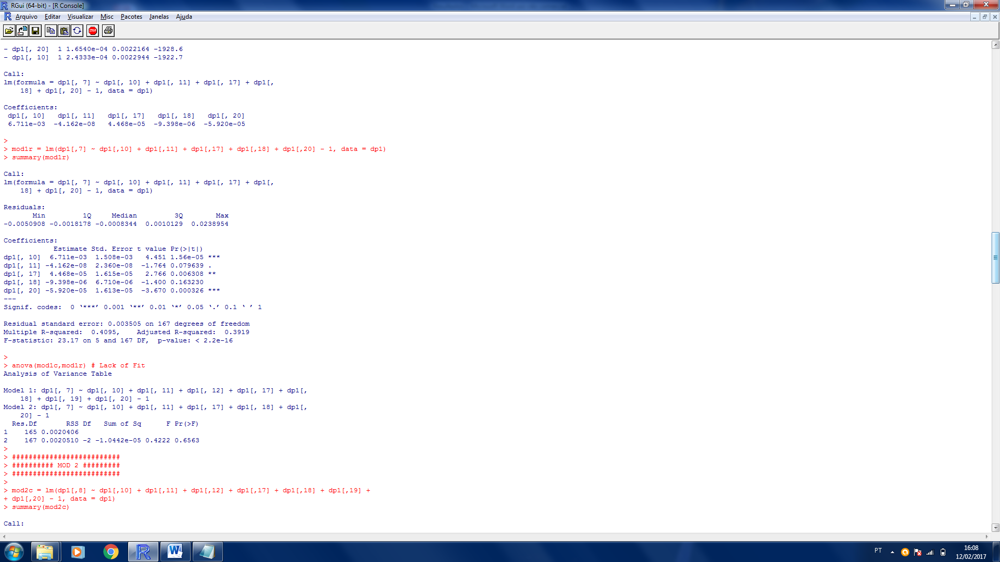 RGui (64-bit) - [R Console]
Arquivo Editar Visualizar Misc Pacotes Janelas Ajuda
STOP
- dp1[, 20]  1 1.6540e-04 0.0022164 -1928.6
- dp1[, 10]  1 2.4333e-04 0.0022944 -1922.7
Call:
lm(formula = dp1[, 7] ~ dp1[, 10] + dp1[, 11] + dp1[, 17] + dp1[,
    18] + dp1[, 20] - 1, data = dp1)
Coefficients:
 dp1[, 10]   dp1[, 11]   dp1[, 17]   dp1[, 18]   dp1[, 20]
 6.711e-03  -4.162e-08   4.468e-05  -9.398e-06  -5.920e-05
>
> mod1r = lm(dp1[,7] ~ dp1[,10] + dp1[,11] + dp1[,17] + dp1[,18] + dp1[,20] - 1, data = dp1)
> summary(mod1r)
Call:
lm(formula = dp1[, 7] ~ dp1[, 10] + dp1[, 11] + dp1[, 17] + dp1[,
    18] + dp1[, 20] - 1, data = dp1)
Residuals:
       Min         1Q     Median         3Q        Max
-0.0050908 -0.0018178 -0.0008344  0.0010129  0.0238954
Coefficients:
            Estimate Std. Error t value Pr(>|t|)
dp1[, 10]  6.711e-03  1.508e-03   4.451 1.56e-05 ***
dp1[, 11] -4.162e-08  2.360e-08  -1.764 0.079639 .
dp1[, 17]  4.468e-05  1.615e-05   2.766 0.006308 **
dp1[, 18] -9.398e-06  6.710e-06  -1.400 0.163230
dp1[, 20] -5.920e-05  1.613e-05  -3.670 0.000326 ***
---
Signif. codes:  0 ‘***’ 0.001 ‘**’ 0.01 ‘*’ 0.05 ‘.’ 0.1 ‘ ’ 1
Residual standard error: 0.003505 on 167 degrees of freedom
Multiple R-squared:  0.4095,    Adjusted R-squared:  0.3919
F-statistic: 23.17 on 5 and 167 DF,  p-value: < 2.2e-16
>
> anova(mod1c,mod1r) # Lack of Fit
Analysis of Variance Table
Model 1: dp1[, 7] ~ dp1[, 10] + dp1[, 11] + dp1[, 12] + dp1[, 17] + dp1[,
    18] + dp1[, 19] + dp1[, 20] - 1
Model 2: dp1[, 7] ~ dp1[, 10] + dp1[, 11] + dp1[, 17] + dp1[, 18] + dp1[,
    20] - 1
  Res.Df       RSS Df   Sum of Sq      F Pr(>F)
1    165 0.0020406
2    167 0.0020510 -2 -1.0442e-05 0.4222 0.6563
>
> ##########################
> ########## MOD 2 #########
> ##########################
>
> mod2c = lm(dp1[,8] ~ dp1[,10] + dp1[,11] + dp1[,12] + dp1[,17] + dp1[,18] + dp1[,19] +
+ dp1[,20] - 1, data = dp1)
> summary(mod2c)
Call:
PT
16:08
12/02/2017